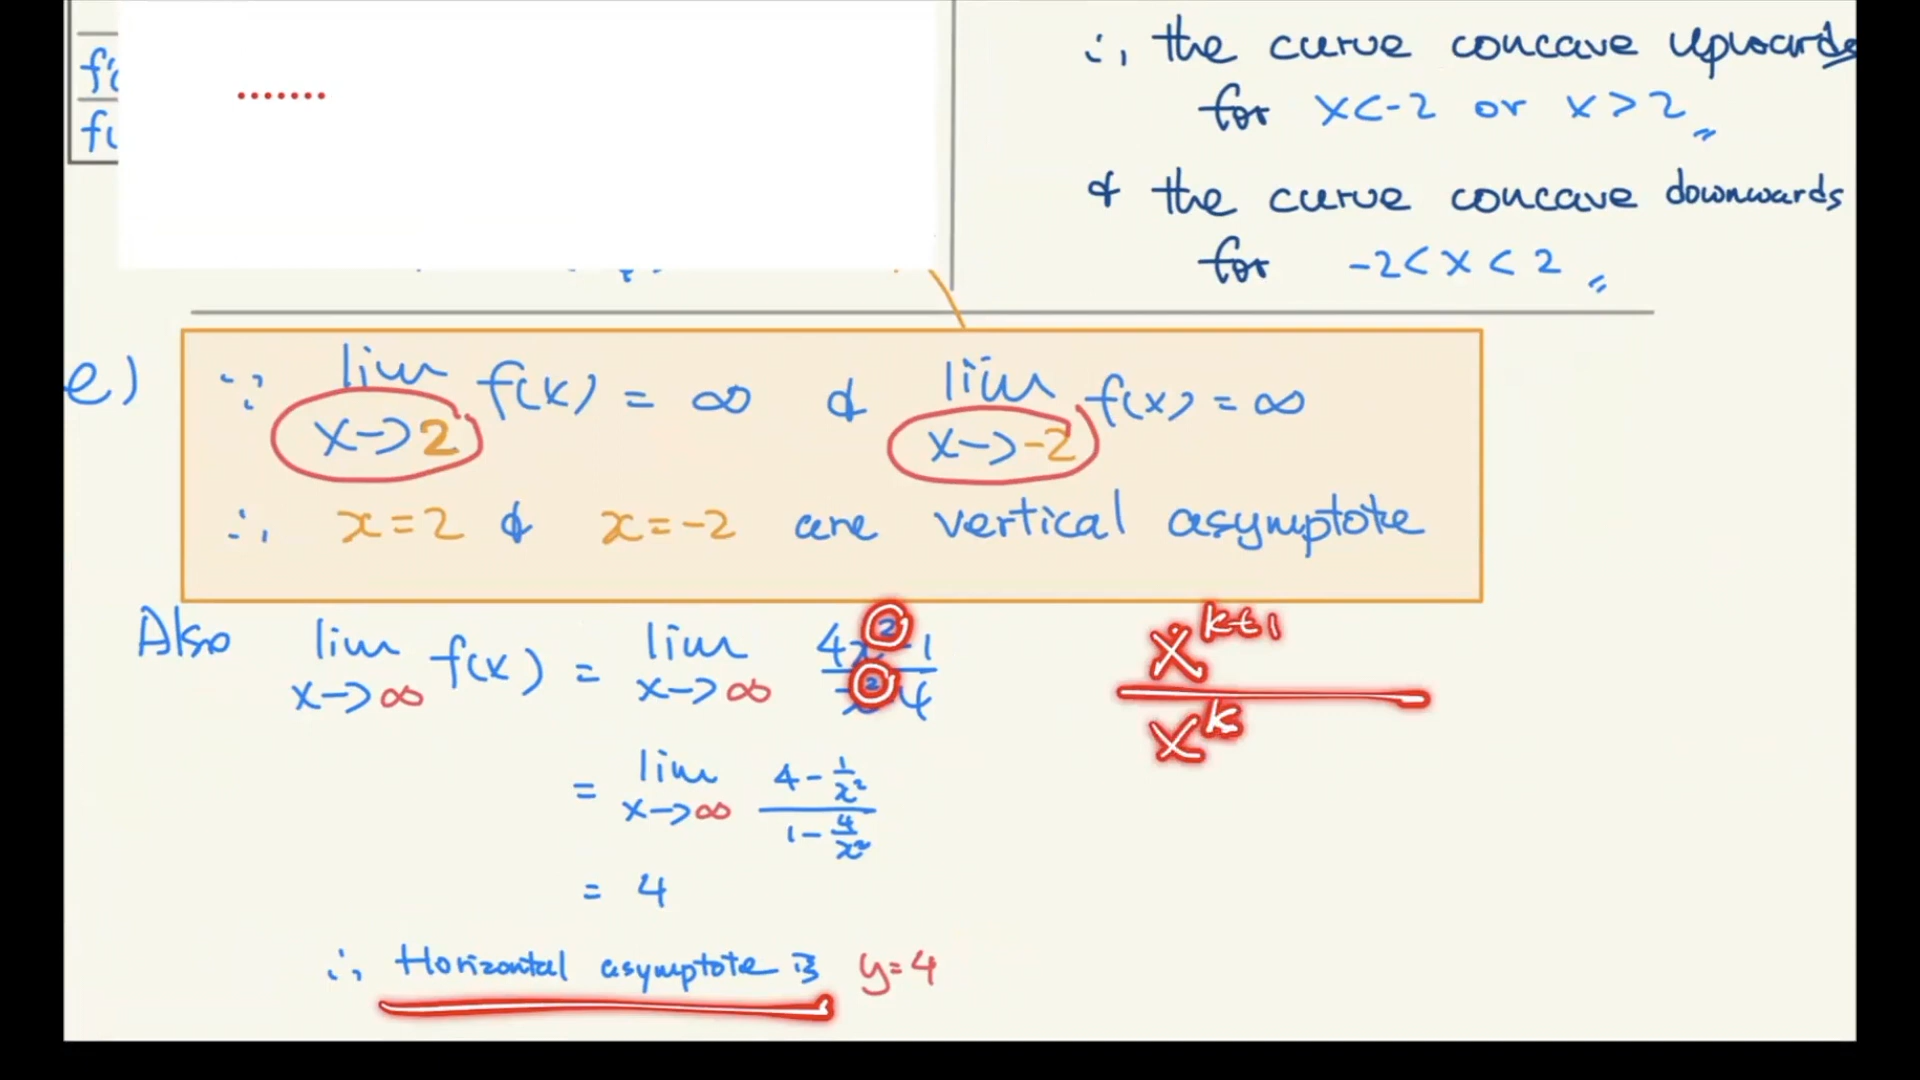 .......
∴ the curve concave upwards
for x<-2 or x>2
& the curve concave downwards
for -2<x<2
e) ∵ lim x→2 f(x) = ∞ & lim x→-2 f(x) = ∞
∴ x=2 & x=-2 are vertical asymptote
Also lim x→∞ f(x) = lim x→∞ (4x²-1)/(x²-4)
x^(k+1)/x^k
= lim x→∞ (4-1/x²)/(1-4/x²)
= 4
∴ Horizontal asymptote is y=4